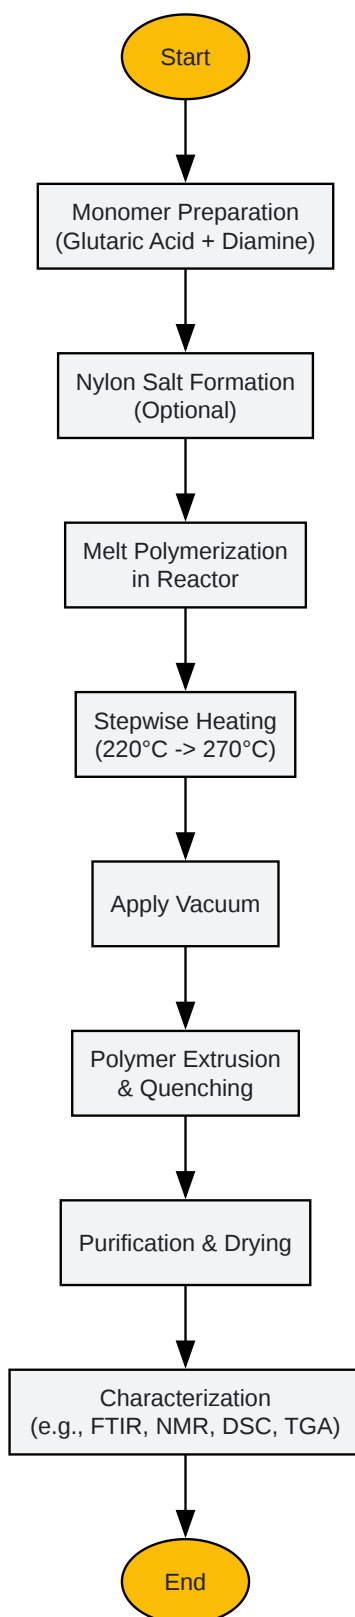 Start
Monomer Preparation
(Glutaric Acid + Diamine)
Nylon Salt Formation
(Optional)
Melt Polymerization
in Reactor
Stepwise Heating
(220°C -> 270°C)
Apply Vacuum
Polymer Extrusion
& Quenching
Purification & Drying
Characterization
(e.g., FTIR, NMR, DSC, TGA)
End